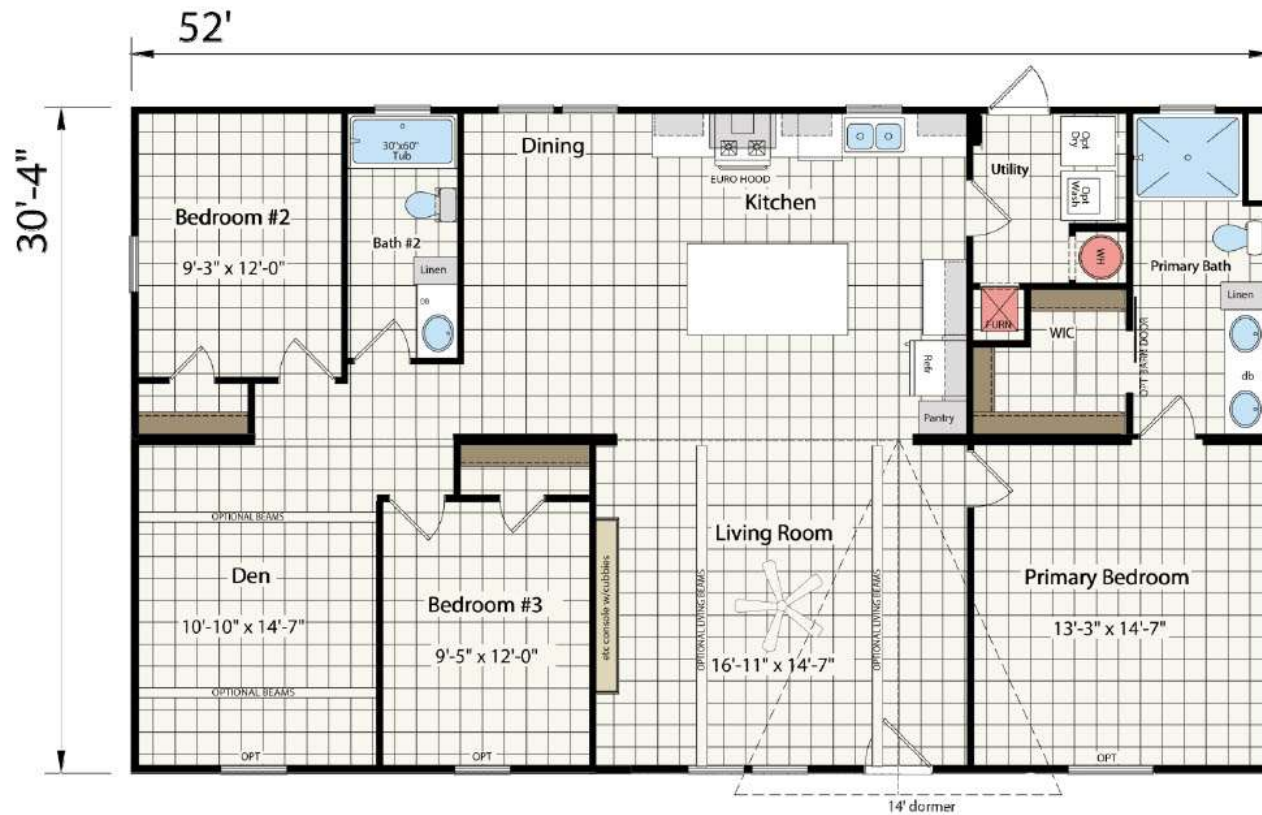 52'
30'-4"
Bedroom #2
9'-3" x 12'-0"
30"x60"
Tub
Bath #2
Linen
DB
Dining
EURO HOOD
Kitchen
Refr
Pantry
Utility
Opt
Dry
Opt
Wash
WH
FURN
WIC
OPT BARN DOOR
Primary Bath
Linen
db
OPTIONAL BEAMS
Den
10'-10" x 14'-7"
OPTIONAL BEAMS
OPT
Bedroom #3
9'-5" x 12'-0"
OPT
etc console w/cubbies
Living Room
16'-11" x 14'-7"
OPTIONAL LIVING BEAMS
OPTIONAL LIVING BEAMS
14' dormer
Primary Bedroom
13'-3" x 14'-7"
OPT